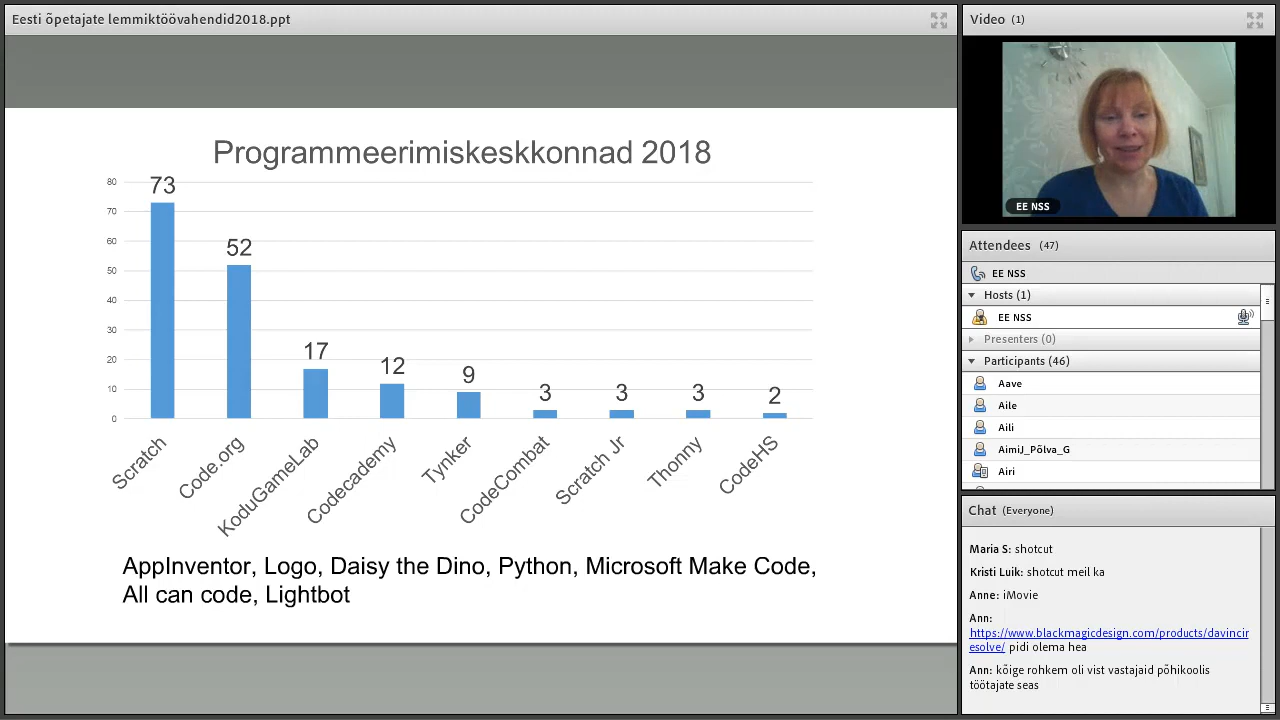 Eesti õpetajate lemmiktöövahendid2018.ppt
Programmeerimiskeskkonnad 2018
80
70
60
50
40
30
20
10
0
73
52
17
12
9
3
3
3
2
Scratch
Code.org
KoduGameLab
Codecademy
Tynker
CodeCombat
Scratch Jr
Thonny
CodeHS
AppInventor, Logo, Daisy the Dino, Python, Microsoft Make Code,
All can code, Lightbot
Video (1)
EE NSS
Attendees (47)
EE NSS
Hosts (1)
EE NSS
Presenters (0)
Participants (46)
Aave
Aile
Aili
AimiJ_Põlva_G
Airi
Chat (Everyone)
Maria S: shotcut
Kristi Luik: shotcut meil ka
Anne: iMovie
Ann:
https://www.blackmagicdesign.com/products/davincir
esolve/ pidi olema hea
Ann: kõige rohkem oli vist vastajaid põhikoolis
töötajate seas